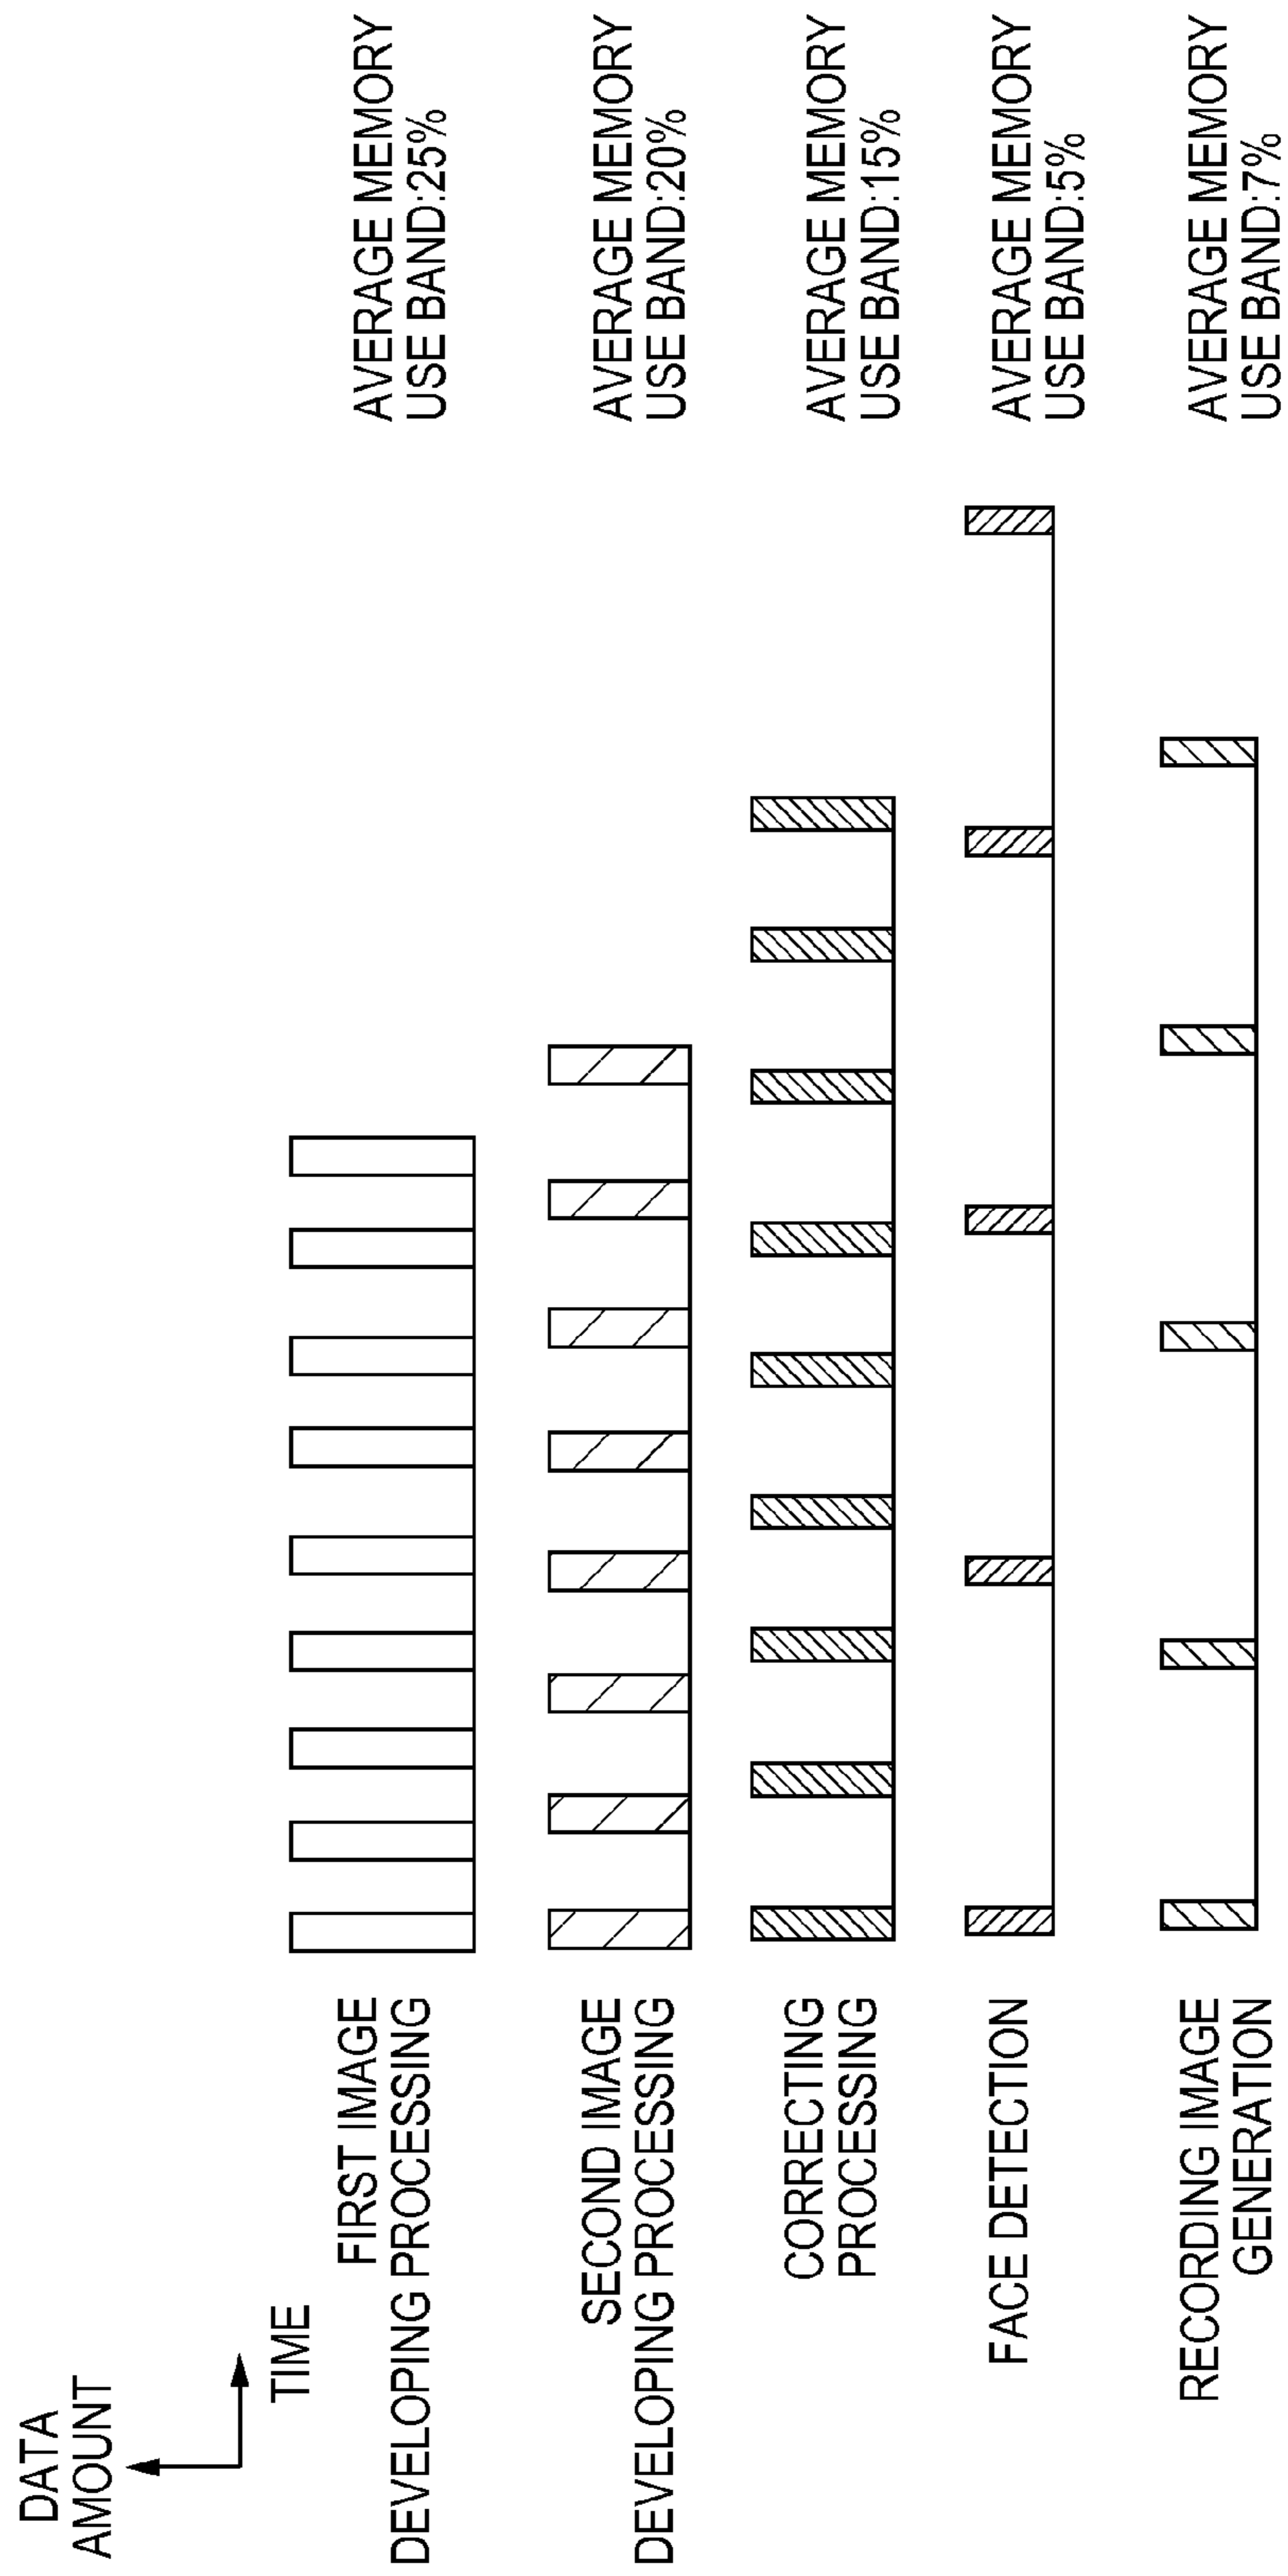 DATA
AMOUNT
TIME
FIRST IMAGE
DEVELOPING PROCESSING
AVERAGE MEMORY
USE BAND:25%
SECOND IMAGE
DEVELOPING PROCESSING
AVERAGE MEMORY
USE BAND:20%
CORRECTING
PROCESSING
AVERAGE MEMORY
USE BAND:15%
FACE DETECTION
AVERAGE MEMORY
USE BAND:5%
RECORDING IMAGE
GENERATION
AVERAGE MEMORY
USE BAND:7%